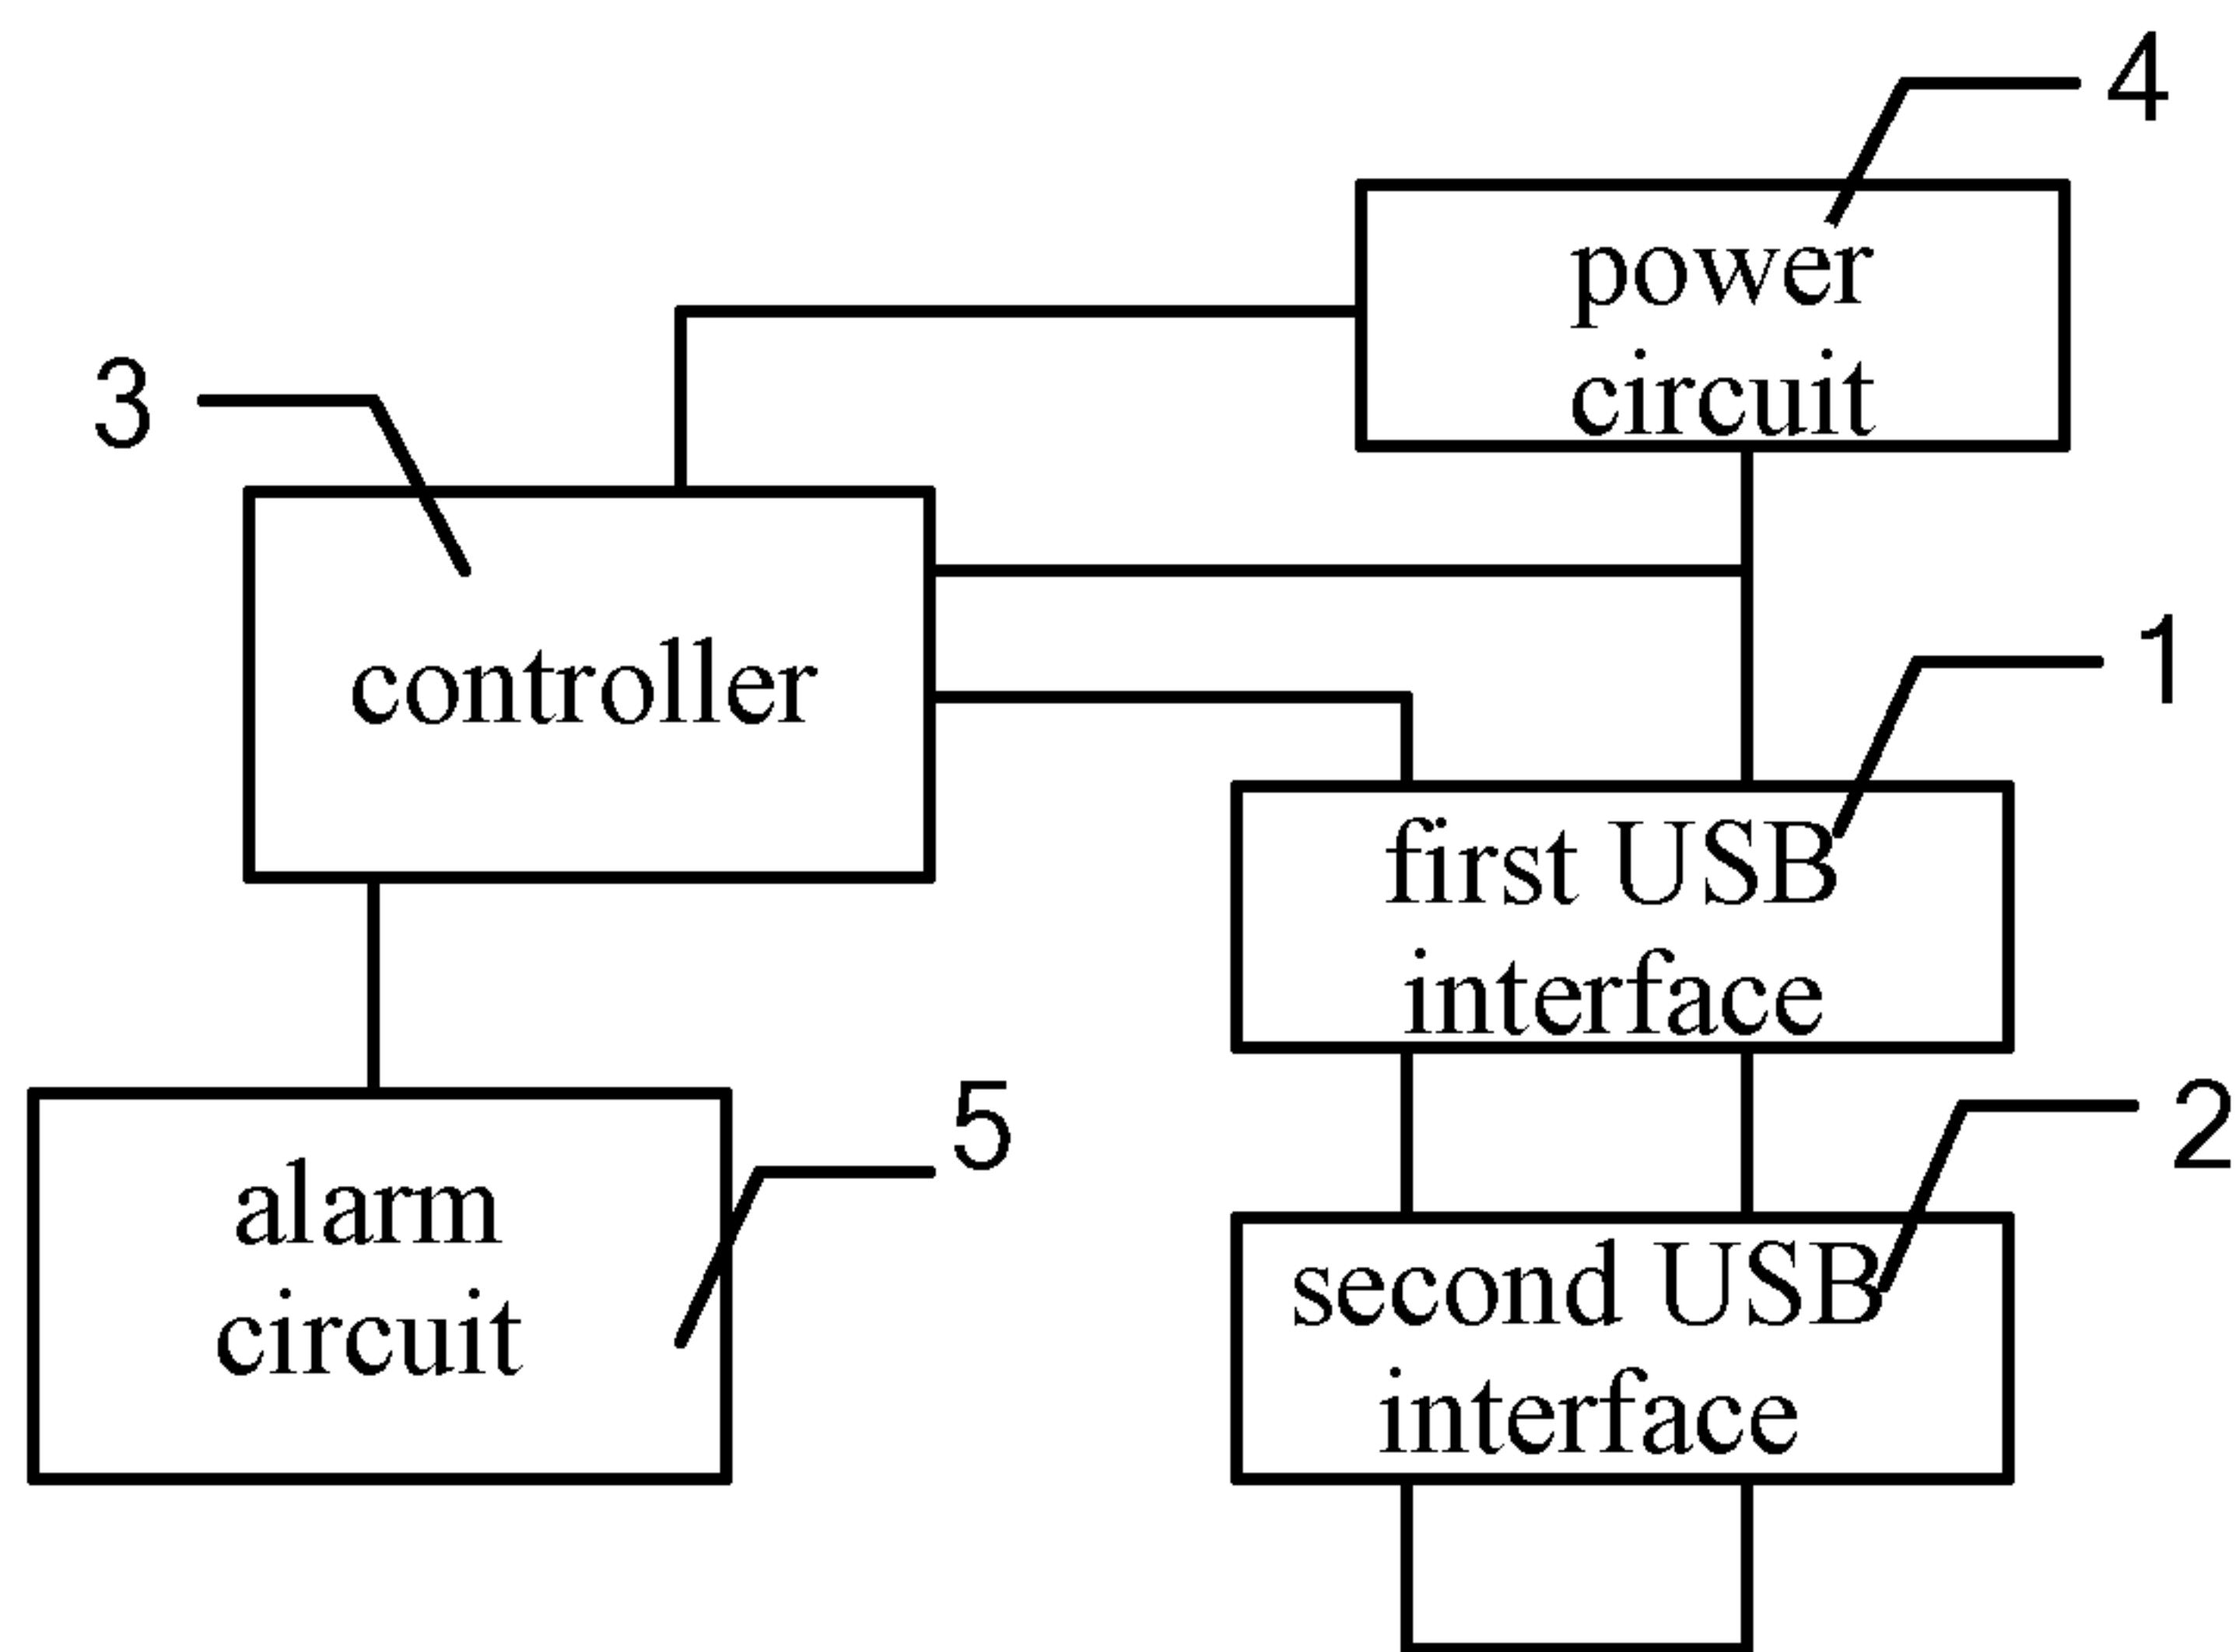 4
power
circuit
3
controller
1
first USB
interface
5
alarm
circuit
2
second USB
interface